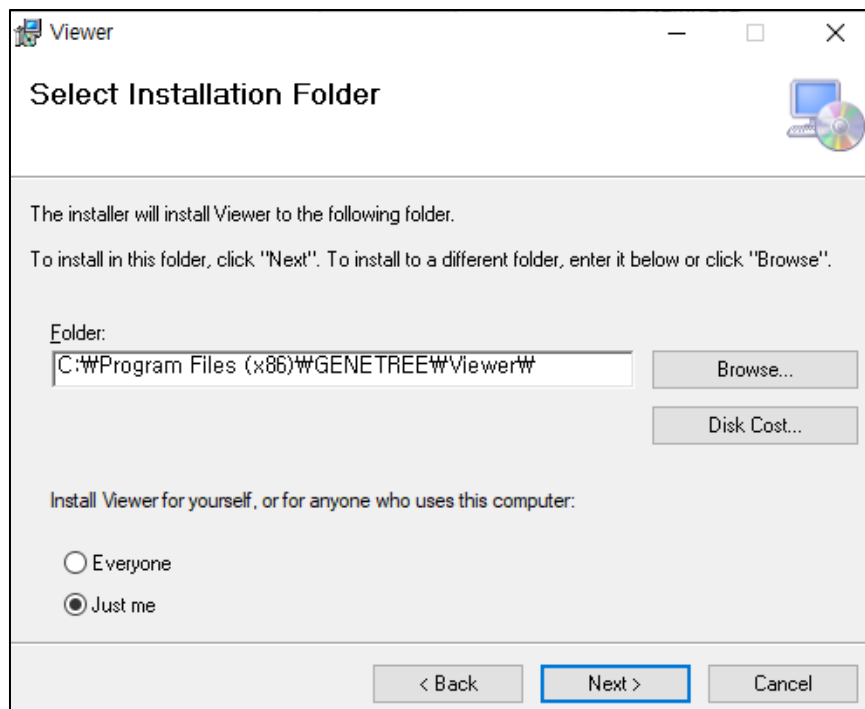 Viewer
Select Installation Folder
The installer will install Viewer to the following folder.
To install in this folder, click "Next". To install to a different folder, enter it below or click "Browse".
Folder:
C:₩Program Files (x86)₩GENETREE₩Viewer₩
Browse...
Disk Cost...
Install Viewer for yourself, or for anyone who uses this computer:
Everyone
Just me
< Back
Next >
Cancel